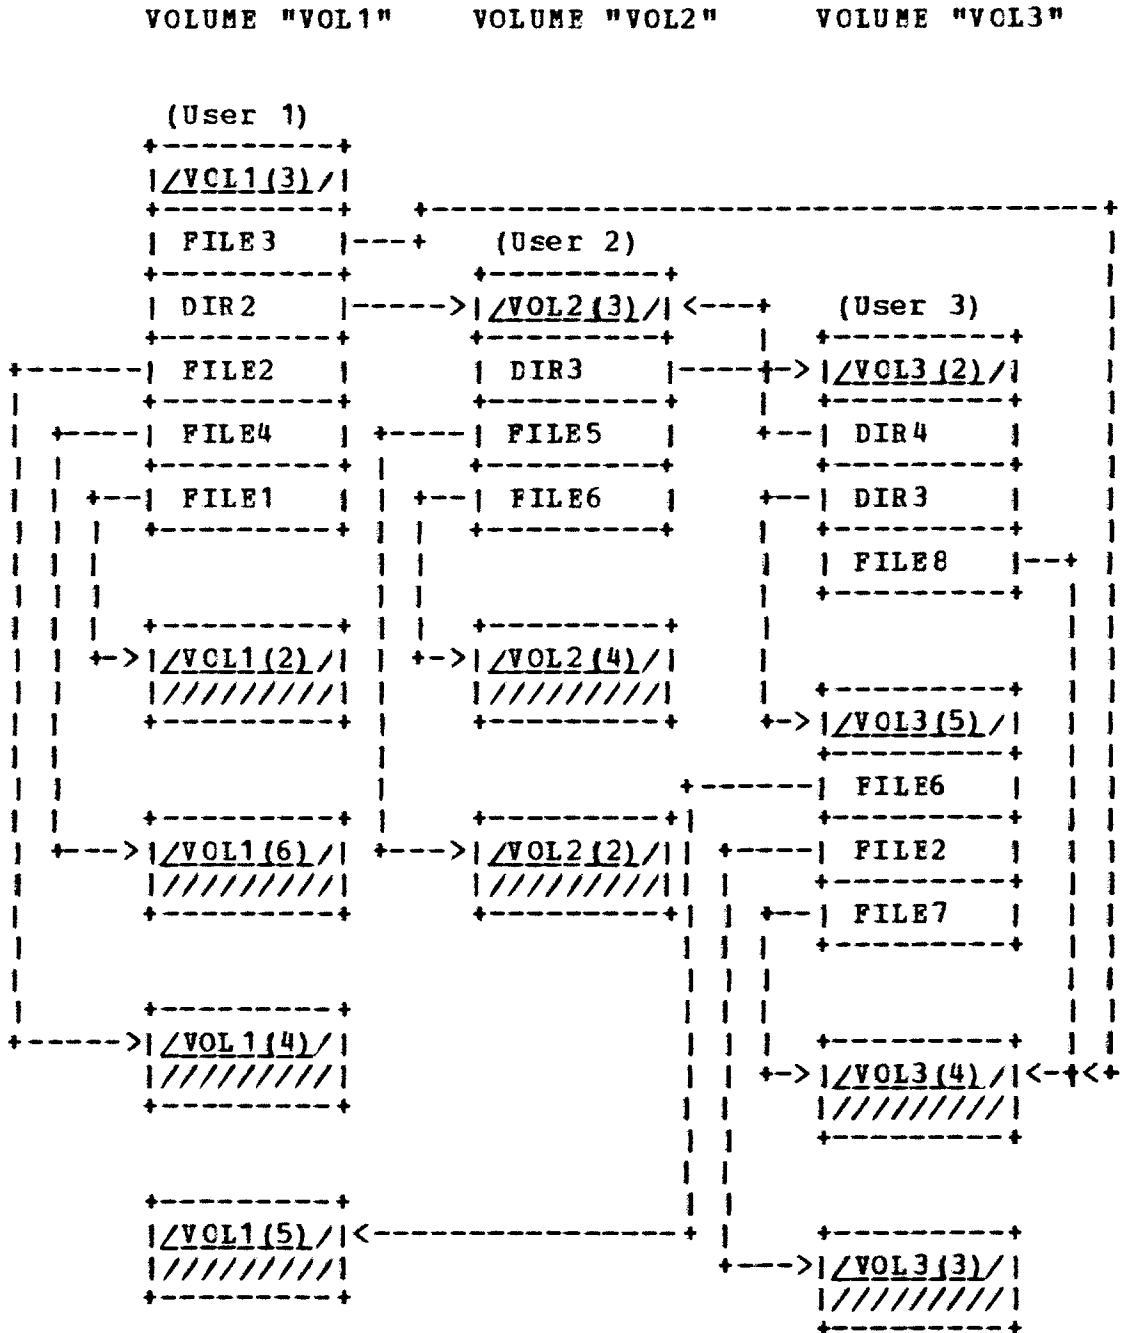 VOLUME "VOL1" VOLUME "VOL2" VOLUME "VOL3"
(User 1)
/VOL1(3)/
FILE3 (User 2)
DIR2 /VOL2(3)/ (User 3)
FILE2 DIR3 /VOL3(2)/
FILE4 FILE5 DIR4
FILE1 FILE6 DIR3
FILE8
/VOL1(2)/ /VOL2(4)/
/VOL3(5)/
FILE6
/VOL1(6)/ /VOL2(2)/ FILE2
FILE7
/VOL1(4)/
/VOL3(4)/
/VOL1(5)/
/VOL3(3)/